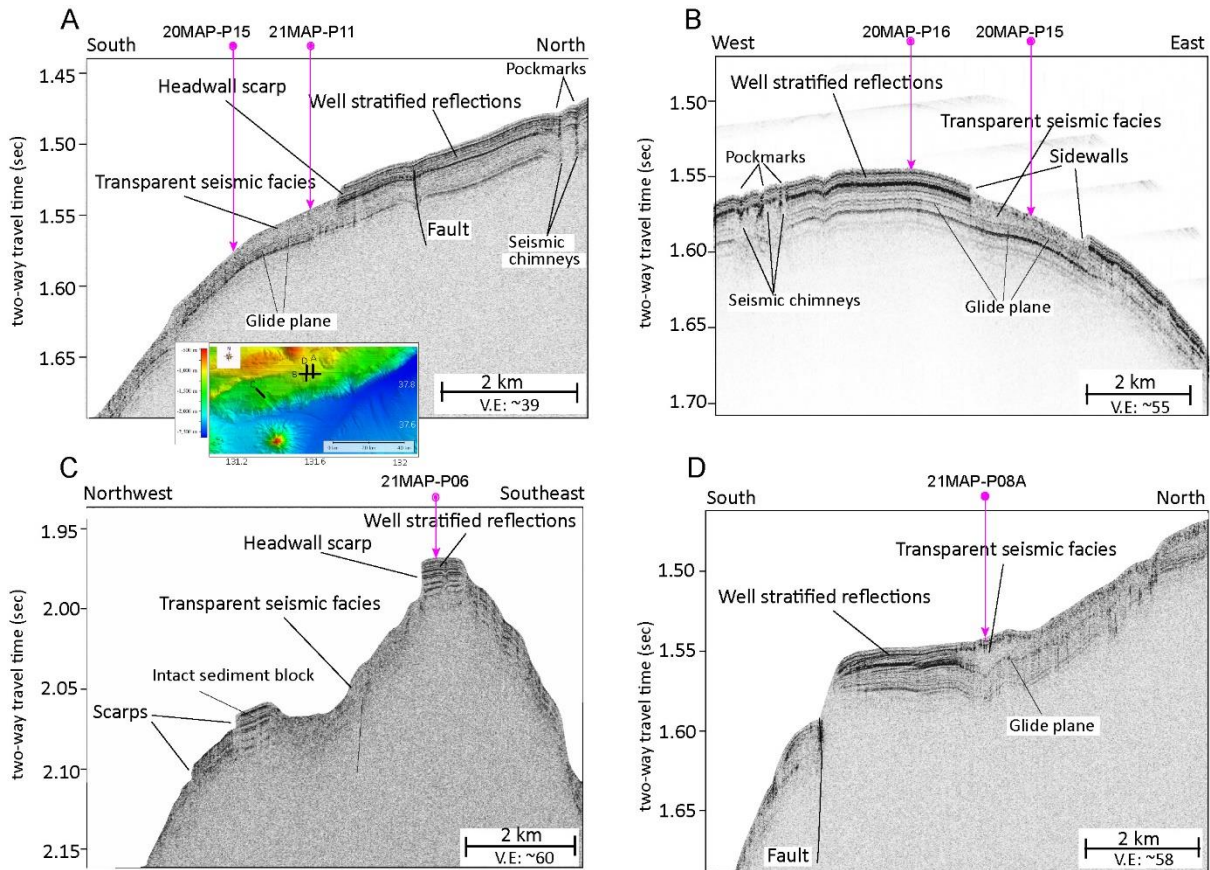 A
20MAP-P15 21MAP-P11
South North
Pockmarks
Headwall scarp
Well stratified reflections
Transparent seismic facies
Fault
Seismic
chimneys
Glide plane
1.45
1.50
1.55
1.60
1.65
two-way travel time (sec)
2 km
V.E: ~39
D A
B
37.8
37.6
131.2 131.6 132
B
20MAP-P16 20MAP-P15
West East
Well stratified reflections
Transparent seismic facies
Pockmarks
Sidewalls
Seismic chimneys
Glide plane
1.50
1.55
1.60
1.65
1.70
two-way travel time (sec)
2 km
V.E: ~55
C
21MAP-P06
Northwest Southeast
Well stratified reflections
Headwall scarp
Transparent seismic facies
Intact sediment block
Scarps
1.95
2.00
2.05
2.10
2.15
two-way travel time (sec)
2 km
V.E: ~60
D
21MAP-P08A
South North
Transparent seismic facies
Well stratified reflections
Glide plane
Fault
1.50
1.55
1.60
1.65
two-way travel time (sec)
2 km
V.E: ~58